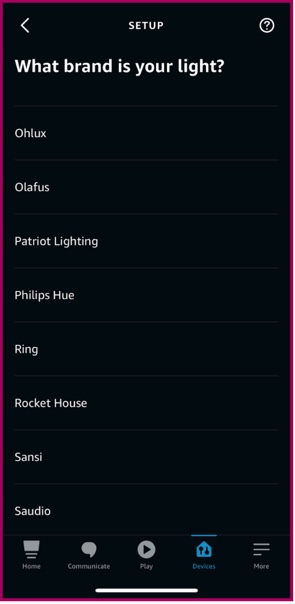 SETUP
What brand is your light?
Ohlux
Olafus
Patriot Lighting
Philips Hue
Ring
Rocket House
Sansi
Saudio
Home
Communicate
Play
Devices
More